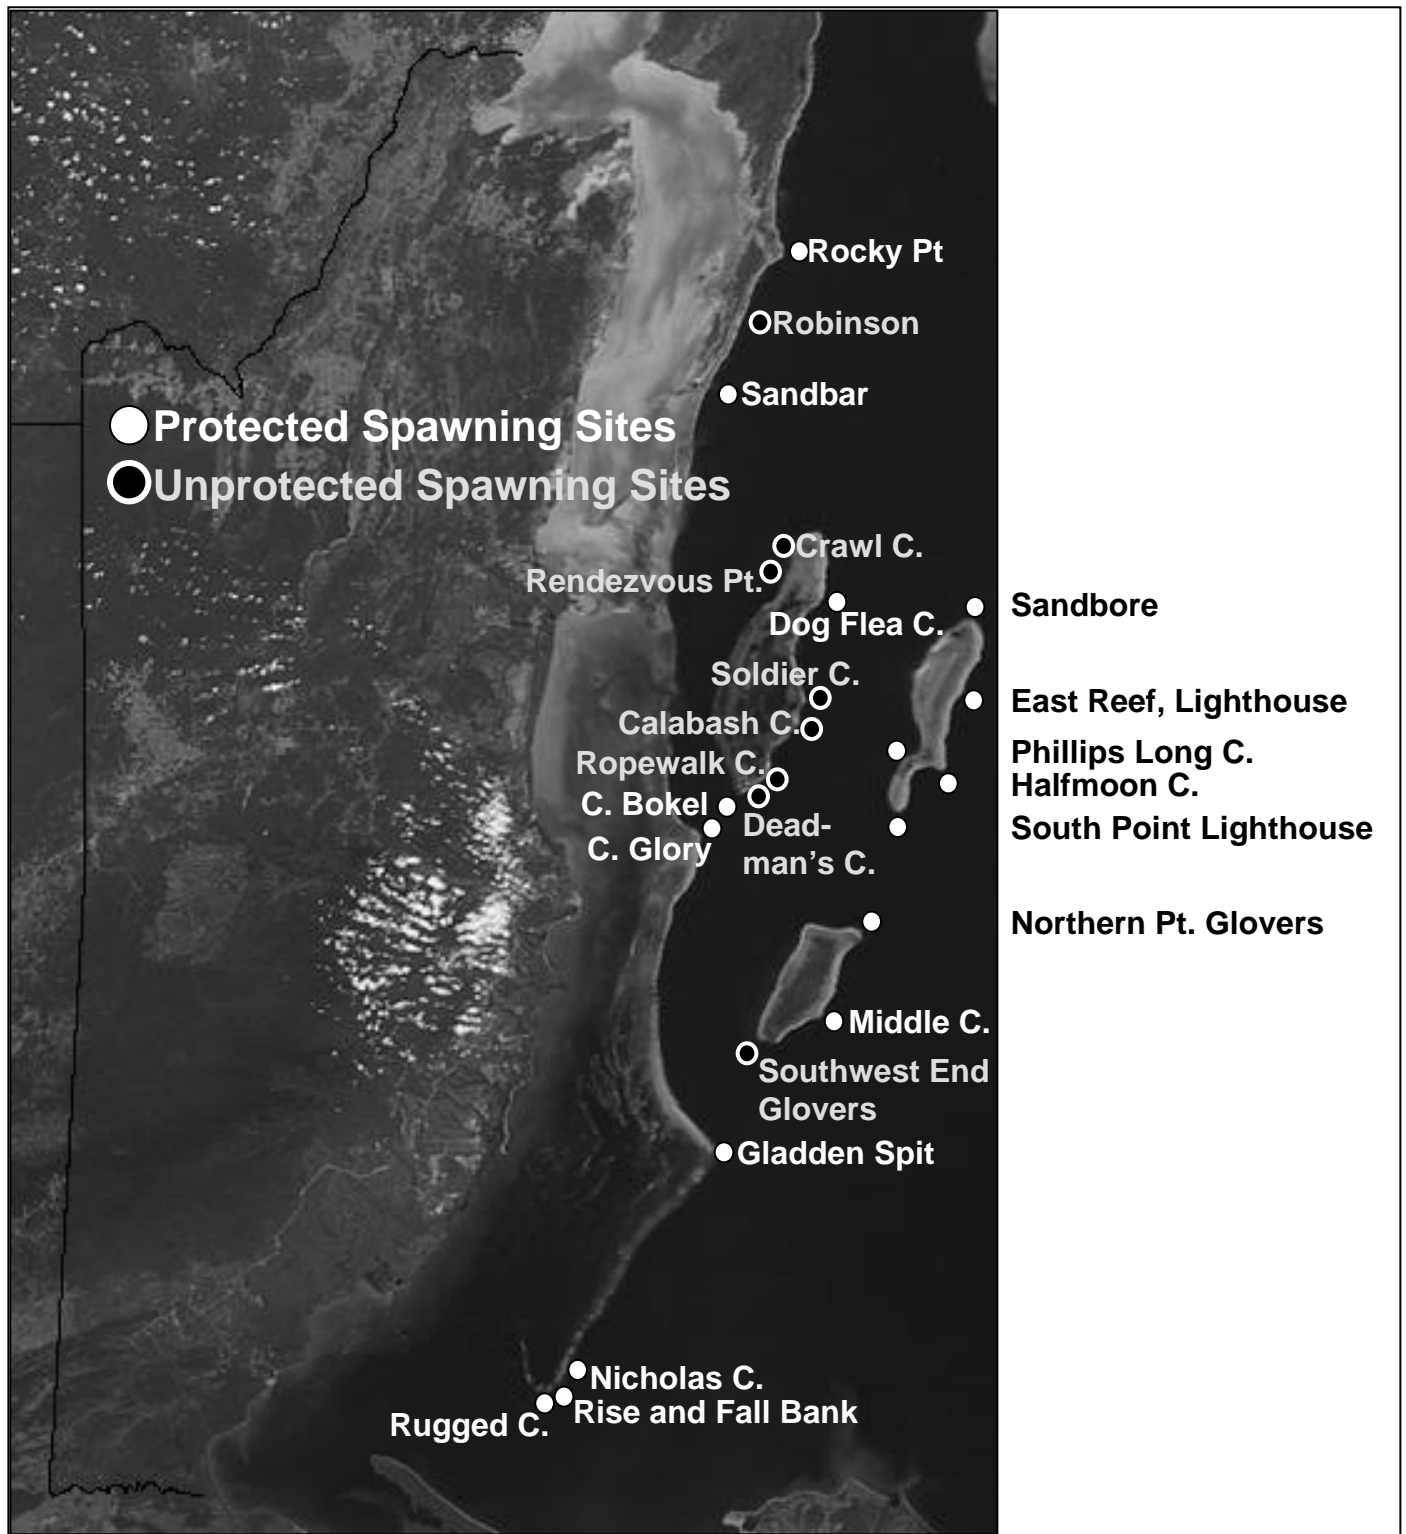 Rocky Pt
Robinson
Sandbar
Protected Spawning Sites
Unprotected Spawning Sites
Crawl C.
Rendezvous Pt.
Sandbore
Dog Flea C.
Soldier C.
East Reef, Lighthouse
Calabash C.
Phillips Long C.
Ropewalk C.
Halfmoon C.
C. Bokel
Dead-
man's C.
South Point Lighthouse
C. Glory
Northern Pt. Glovers
Middle C.
Southwest End
Glovers
Gladden Spit
Nicholas C.
Rise and Fall Bank
Rugged C.